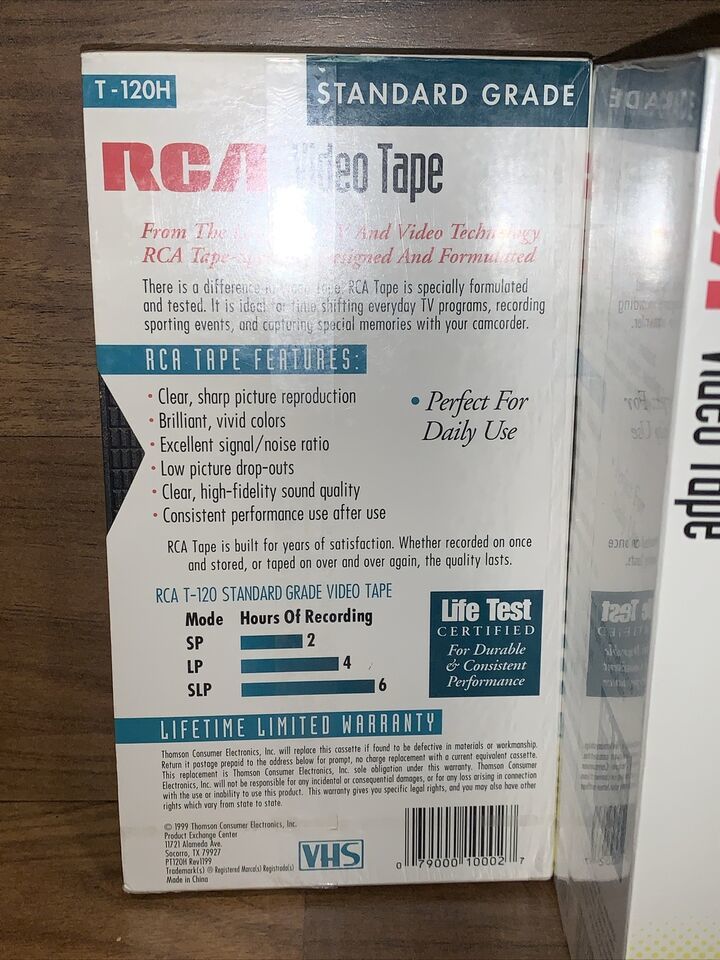 T-120H
STANDARD GRADE
RCA Video Tape
From The And Video Technology
RCA Tape Designed And Formulated
There is a difference in video tape. RCA Tape is specially formulated
and tested. It is ideal for time shifting everyday TV programs, recording
sporting events, and capturing special memories with your camcorder.
RCA TAPE FEATURES:
• Clear, sharp picture reproduction
• Brilliant, vivid colors
• Excellent signal/noise ratio
• Low picture drop-outs
• Clear, high-fidelity sound quality
• Consistent performance use after use
• Perfect For
Daily Use
RCA Tape is built for years of satisfaction. Whether recorded on once
and stored, or taped on over and over again, the quality lasts.
RCA T-120 STANDARD GRADE VIDEO TAPE
Mode Hours Of Recording
SP 2
LP 4
SLP 6
Life Test
CERTIFIED
For Durable
& Consistent
Performance
LIFETIME LIMITED WARRANTY
Thomson Consumer Electronics, Inc. will replace this cassette if found to be defective in materials or workmanship.
Return it postage prepaid to the address below for prompt, no charge replacement with a current equivalent cassette.
This replacement is Thomson Consumer Electronics, Inc. sole obligation under this warranty. Thomson Consumer
Electronics, Inc. will not be responsible for any incidental or consequential damages, or for any loss arising in connection
with the use or inability to use this product. This warranty gives you specific legal rights, and you may also have other
rights which vary from state to state.
© 1999 Thomson Consumer Electronics, Inc.
Product Exchange Center
11721 Alameda Ave.
Socorro, TX 79927
PT120H Rev1199
Trademark(s) ® Registered Marca(s) Registrada(s)
Made in China
VHS
0 79000 10002 7
Video Tape